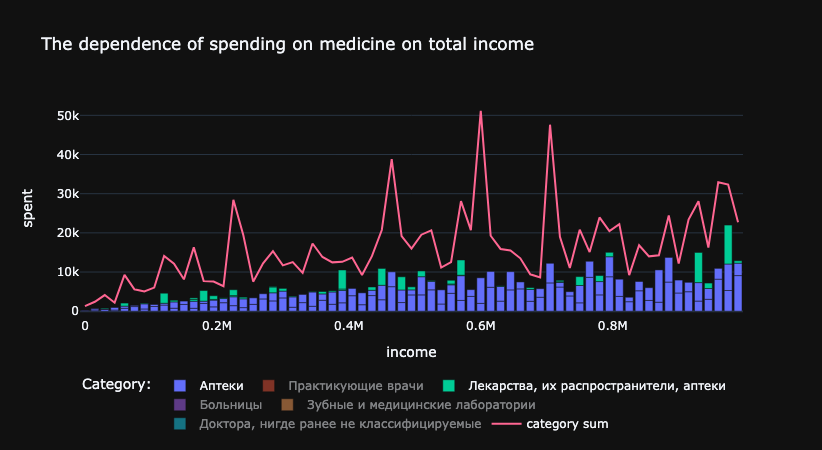 The dependence of spending on medicine on total income
50k
40k
30k
20k
10k
0
spent
0 0.2M 0.4M 0.6M 0.8M
income
Category: Аптеки Практикующие врачи Лекарства, их распространители, аптеки
Больницы Зубные и медицинские лаборатории
Доктора, нигде ранее не классифицируемые category sum